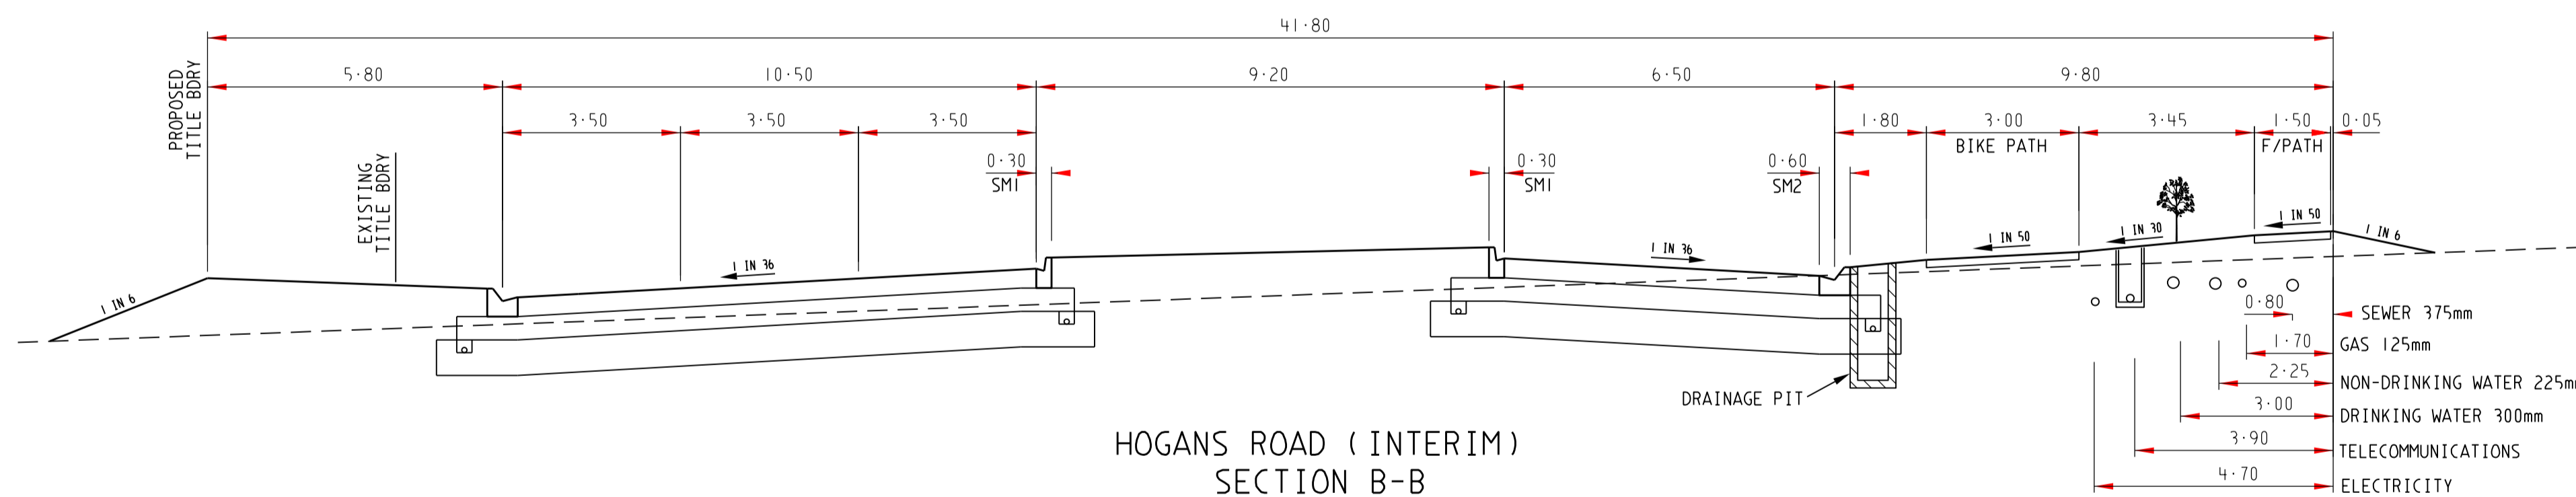 41·80
5·80
10·50
9·20
6·50
9·80
PROPOSED
TITLE BDRY
3·50
3·50
3·50
1·80
3·00
BIKE PATH
3·45
1·50
F/PATH
0·05
EXISTING
TITLE BDRY
0·30
SM1
0·30
SM1
0·60
SM2
1 IN 6
1 IN 36
1 IN 36
1 IN 50
1 IN 30
1 IN 50
1 IN 6
0·80
SEWER 375mm
1·70
GAS 125mm
2·25
NON-DRINKING WATER 225m
3·00
DRINKING WATER 300mm
3·90
TELECOMMUNICATIONS
4·70
ELECTRICITY
DRAINAGE PIT
HOGANS ROAD (INTERIM)
SECTION B-B